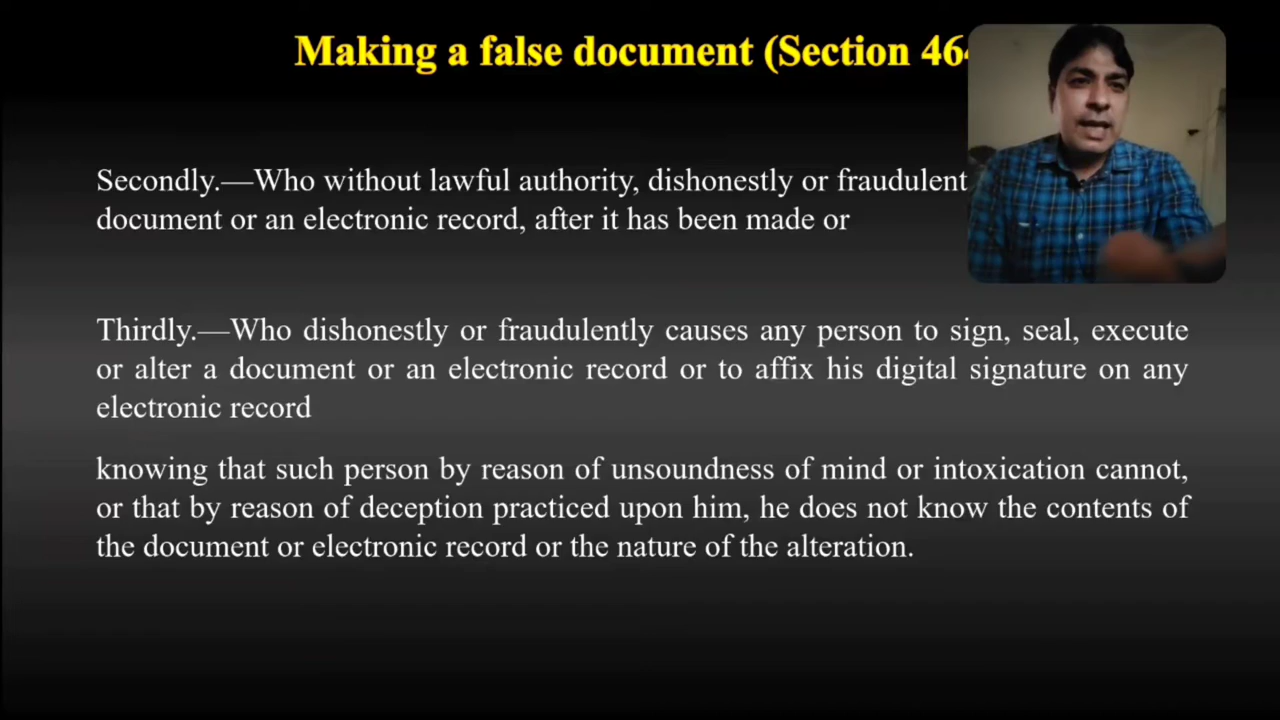 Making a false document (Section 46
Secondly.—Who without lawful authority, dishonestly or fraudulent
document or an electronic record, after it has been made or
Thirdly.—Who dishonestly or fraudulently causes any person to sign, seal, execute
or alter a document or an electronic record or to affix his digital signature on any
electronic record
knowing that such person by reason of unsoundness of mind or intoxication cannot,
or that by reason of deception practiced upon him, he does not know the contents of
the document or electronic record or the nature of the alteration.